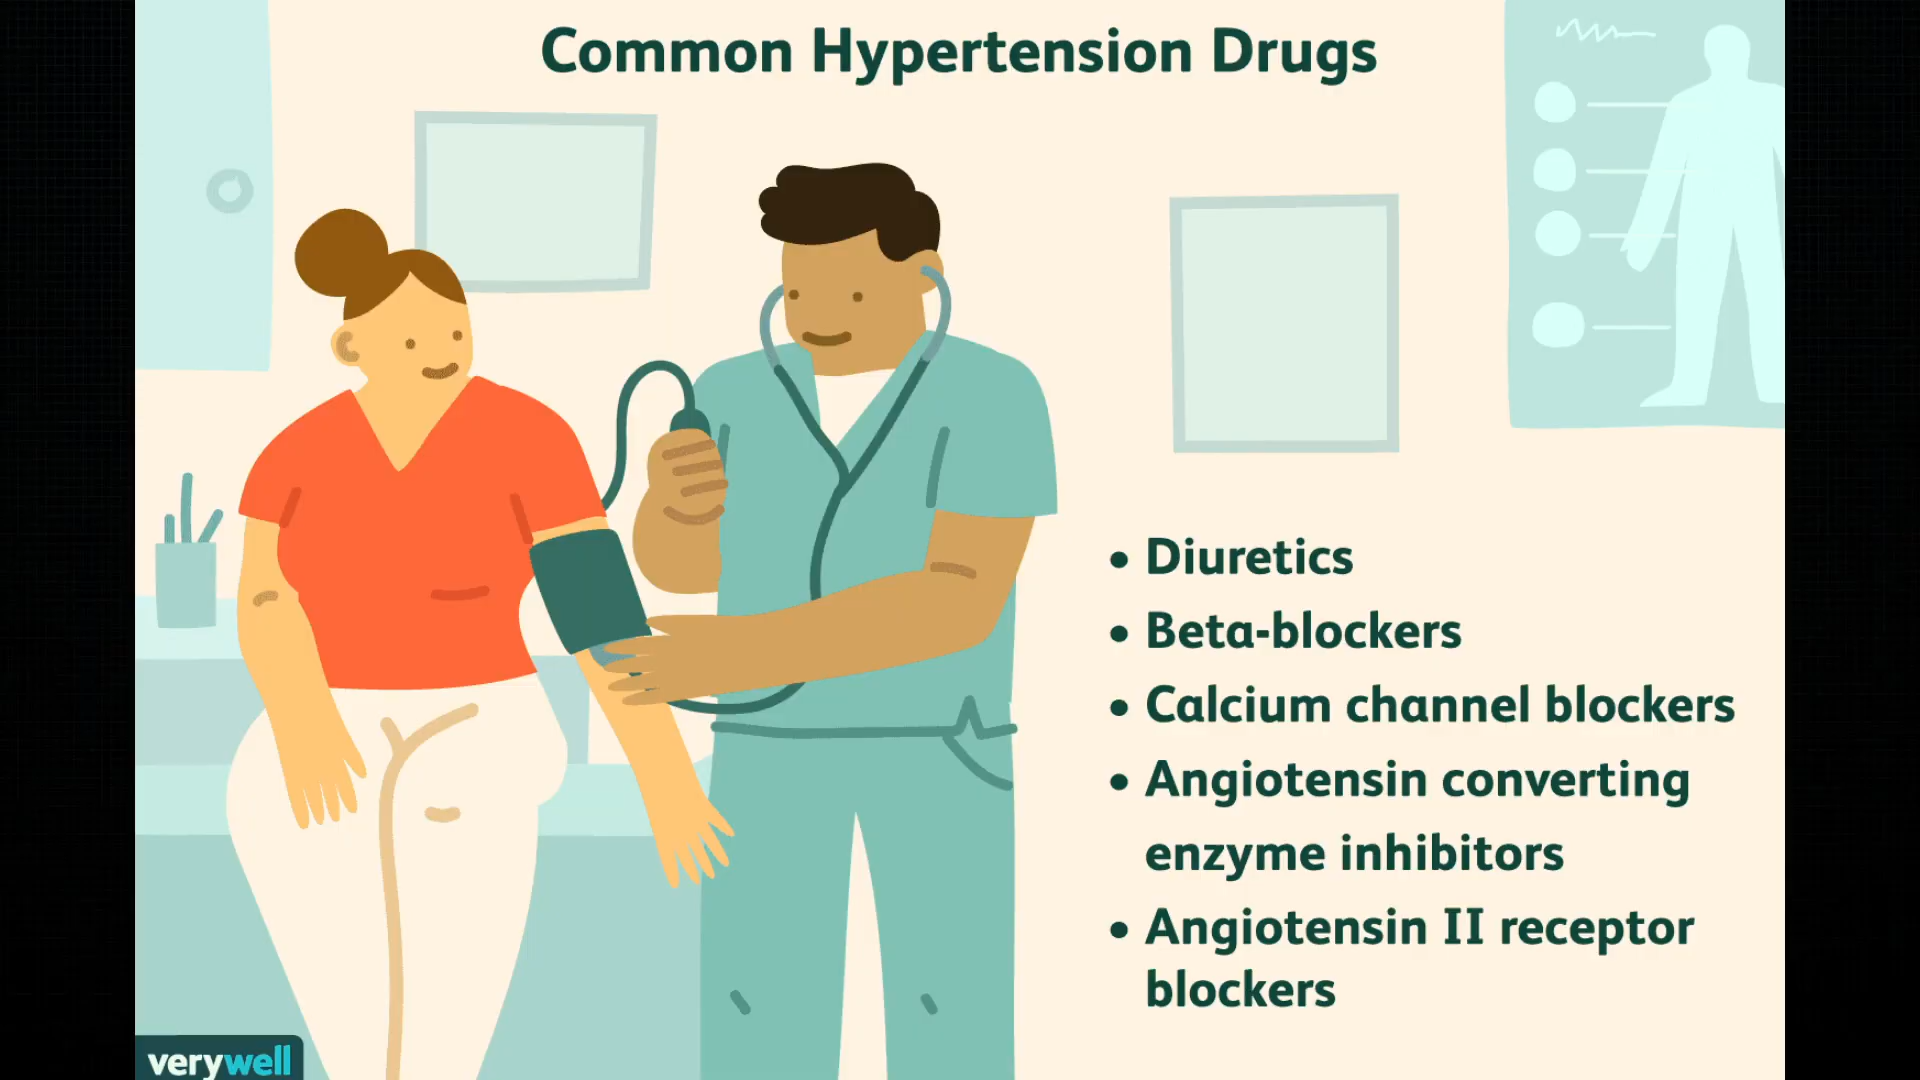 Common Hypertension Drugs
• Diuretics
• Beta-blockers
• Calcium channel blockers
• Angiotensin converting
enzyme inhibitors
• Angiotensin II receptor
blockers
verywell